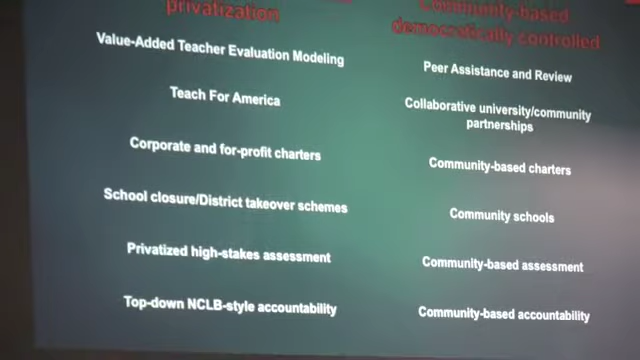 privatization
Value-Added Teacher Evaluation Modeling
Teach For America
Corporate and for-profit charters
School closure/District takeover schemes
Privatized high-stakes assessment
Top-down NCLB-style accountability
Community-based
democratically controlled
Peer Assistance and Review
Collaborative university/community
partnerships
Community-based charters
Community schools
Community-based assessment
Community-based accountability